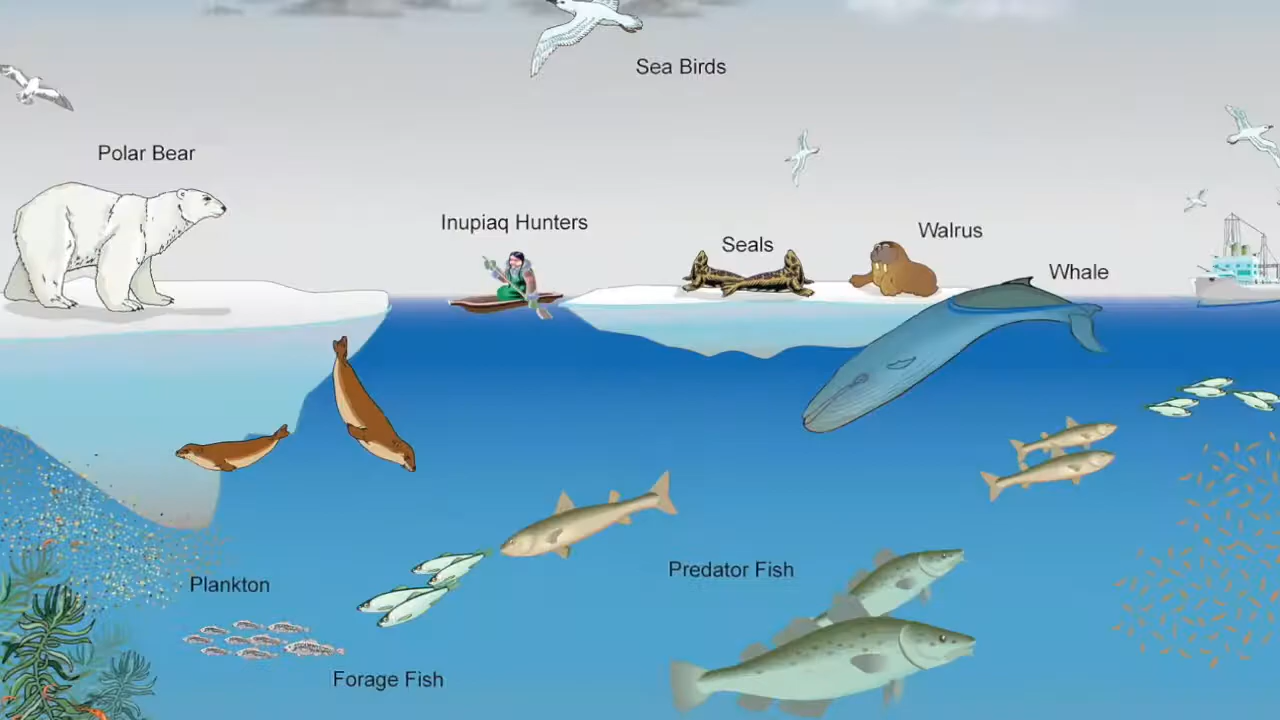 Sea Birds
Polar Bear
Inupiaq Hunters
Seals
Walrus
Whale
Predator Fish
Plankton
Forage Fish